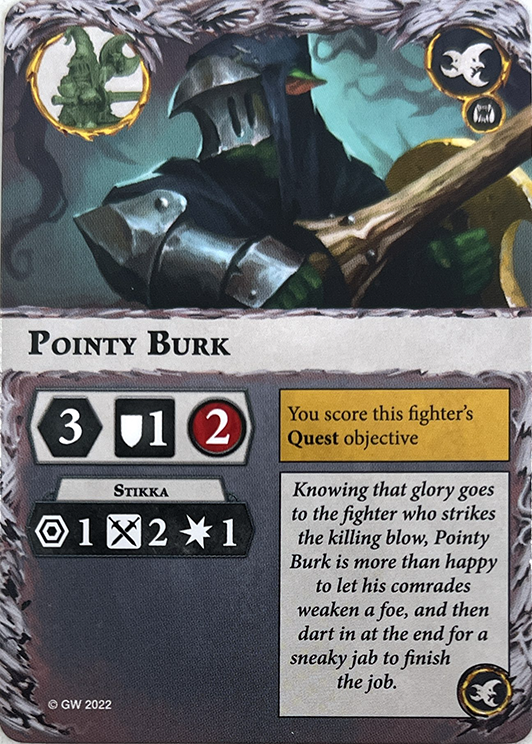 Pointy Burk
3 1 2
You score this fighter's
Quest objective
Stikka
1 2 1
Knowing that glory goes
to the fighter who strikes
the killing blow, Pointy
Burk is more than happy
to let his comrades
weaken a foe, and then
dart in at the end for a
sneaky jab to finish
the job.
© GW 2022